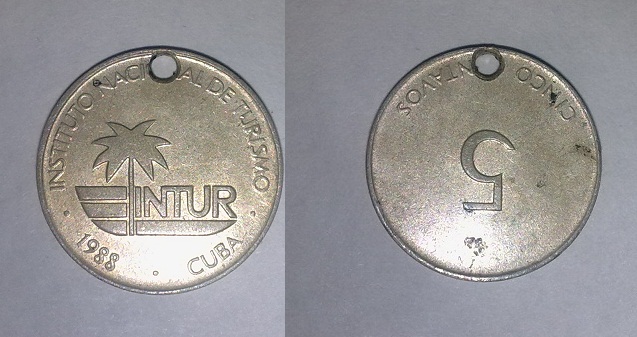 INSTITUTO NACIONAL DE TURISMO
INTUR
1988 · CUBA
CINCO CENTAVOS
5